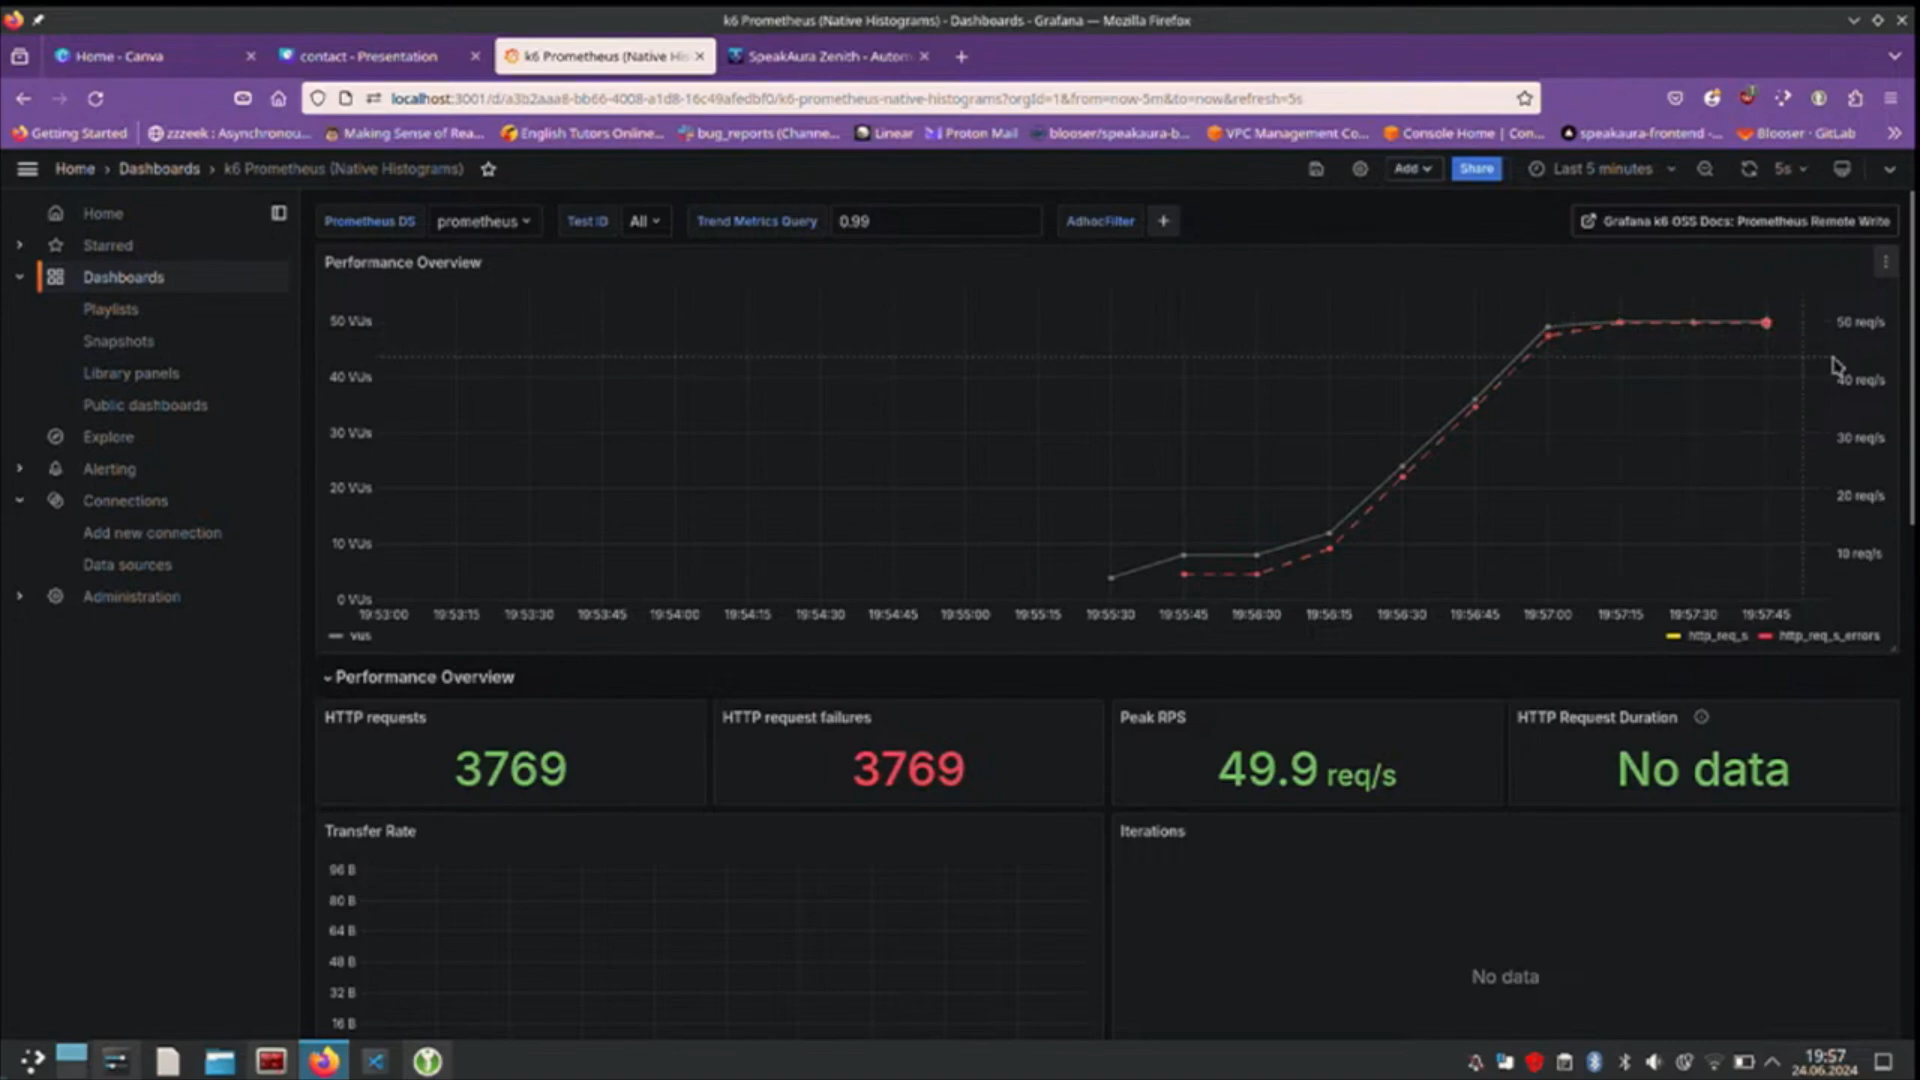 k6 Prometheus (Native Histograms) - Dashboards - Grafana — Mozilla Firefox
Home - Canva
contact - Presentation
k6 Prometheus (Native His
SpeakAura Zenith - Autom
localhost:3001/d/a3b2aaa8-bb66-4008-a1d8-16c49afedbf0/k6-prometheus-native-histograms?orgId=1&from=now-5m&to=now&refresh=5s
Getting Started
zzzeek : Asynchronou...
Making Sense of Rea...
English Tutors Online...
bug_reports (Channe...
Linear
Proton Mail
blooser/speakaura-b...
VPC Management Co...
Console Home | Con...
speakaura-frontend -...
Blooser · GitLab
Home › Dashboards › k6 Prometheus (Native Histograms)
Add
Share
Last 5 minutes
5s
Home
Starred
Dashboards
Playlists
Snapshots
Library panels
Public dashboards
Explore
Alerting
Connections
Add new connection
Data sources
Administration
Prometheus DS prometheus
Test ID All
Trend Metrics Query 0.99
AdhocFilter +
Grafana k6 OSS Docs: Prometheus Remote Write
Performance Overview
50 VUs
40 VUs
30 VUs
20 VUs
10 VUs
0 VUs
50 req/s
40 req/s
30 req/s
20 req/s
10 req/s
19:53:00 19:53:15 19:53:30 19:53:45 19:54:00 19:54:15 19:54:30 19:54:45 19:55:00 19:55:15 19:55:30 19:55:45 19:56:00 19:56:15 19:56:30 19:56:45 19:57:00 19:57:15 19:57:30 19:57:45
vus
http_req_s http_req_s_errors
Performance Overview
HTTP requests
3769
HTTP request failures
3769
Peak RPS
49.9 req/s
HTTP Request Duration
No data
Transfer Rate
96 B
80 B
64 B
48 B
32 B
16 B
Iterations
No data
19:57
24.06.2024